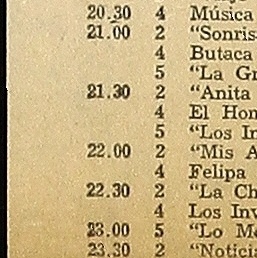 20.30 4 Música
21.00 2 "Sonris
4 Butaca
5 "La Gr
21.30 2 "Anita
4 El Hom
5 "Los In
22.00 2 "Mis A
4 Felipa
22.30 2 "La Ch
4 Los Inv
23.00 5 "Lo Me
23.30 2 "Notici